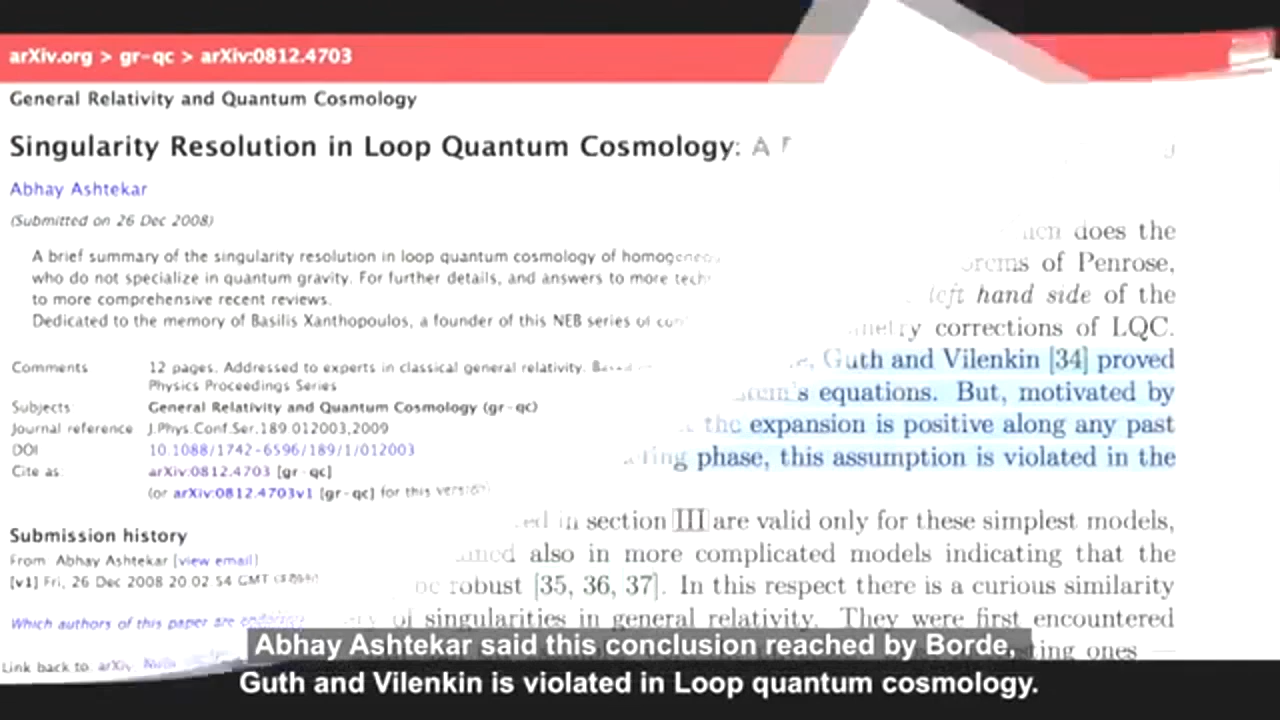 arXiv.org > gr-qc > arXiv:0812.4703
General Relativity and Quantum Cosmology
Singularity Resolution in Loop Quantum Cosmology: A
Abhay Ashtekar
(Submitted on 26 Dec 2008)
A brief summary of the singularity resolution in loop quantum cosmology of
who do not specialize in quantum gravity. For further details, and answers to more
to more comprehensive recent reviews.
Dedicated to the memory of Basilis Xanthopoulos, a founder of this NEB series of
Comments 12 pages. Addressed to experts in classical general relativity.
Physics Proceedings Series
Subjects: General Relativity and Quantum Cosmology (gr-qc)
Journal reference J.Phys.Conf.Ser.189 012003,2009
DOI 10.1088/1742-6596/189/1/012003
Cite as: arXiv:0812.4703 [gr-qc]
(or arXiv:0812.4703v1 [gr-qc] for this version)
Submission history
From Abhay Ashtekar [view email]
[v1] Fri, 26 Dec 2008 20:02:54 GMT
Which authors of this paper are
Link back to: arXiv,
does the
of Penrose,
left hand side of the
corrections of LQC.
Guth and Vilenkin [34] proved
equations. But, motivated by
the expansion is positive along any past
phase, this assumption is violated in the
in section III are valid only for these simplest models,
also in more complicated models indicating that the
robust [35, 36, 37]. In this respect there is a curious similarity
of singularities in general relativity. They were first encountered
ones
Abhay Ashtekar said this conclusion reached by Borde,
Guth and Vilenkin is violated in Loop quantum cosmology.